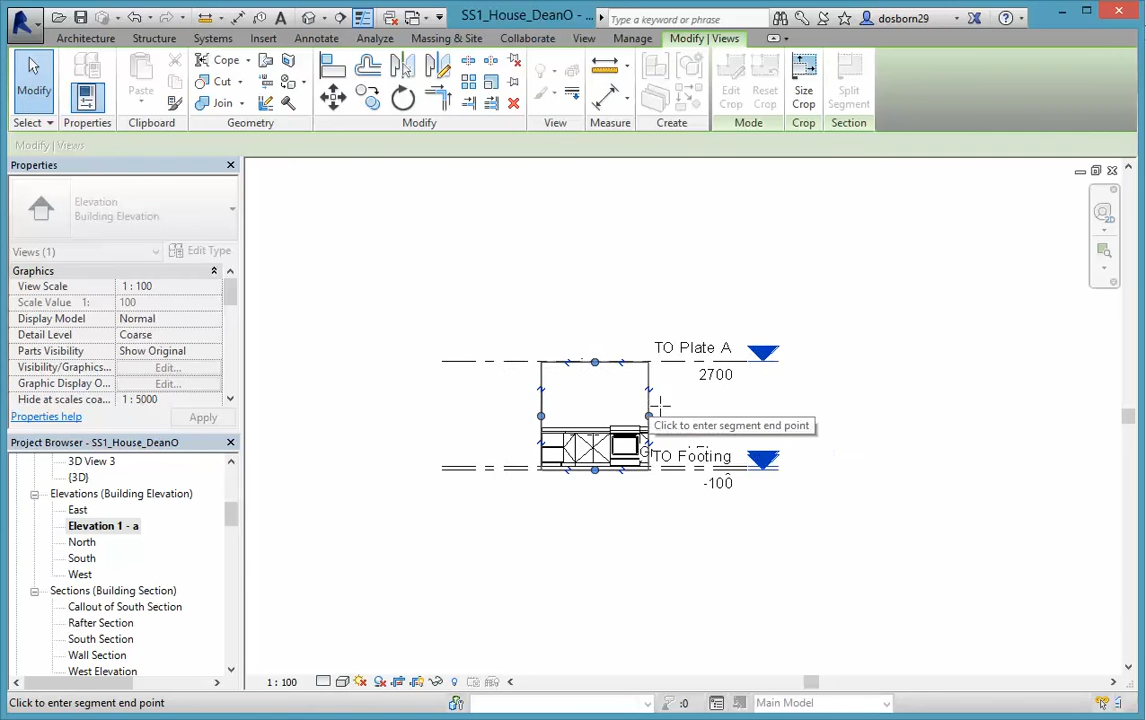 SS1_House_DeanO -
Type a keyword or phrase
dosborn29
Architecture Structure Systems Insert Annotate Analyze Massing & Site Collaborate View Manage Modify | Views
Modify
Paste
Cope
Cut
Join
Edit Crop
Reset Crop
Size Crop
Split Segment
Select Properties Clipboard Geometry Modify View Measure Create Mode Crop Section
Modify | Views
Properties
Elevation
Building Elevation
Views (1)
Edit Type
Graphics
View Scale 1 : 100
Scale Value 1: 100
Display Model Normal
Detail Level Coarse
Parts Visibility Show Original
Visibility/Graphics... Edit...
Graphic Display O... Edit...
Hide at scales coa... 1 : 5000
Properties help
Apply
TO Plate A
2700
Click to enter segment end point
TO Footing
-100
Project Browser - SS1_House_DeanO
3D View 3
{3D}
Elevations (Building Elevation)
East
Elevation 1 - a
North
South
West
Sections (Building Section)
Callout of South Section
Rafter Section
South Section
Wall Section
West Elevation
1 : 100
Click to enter segment end point
:0
Main Model